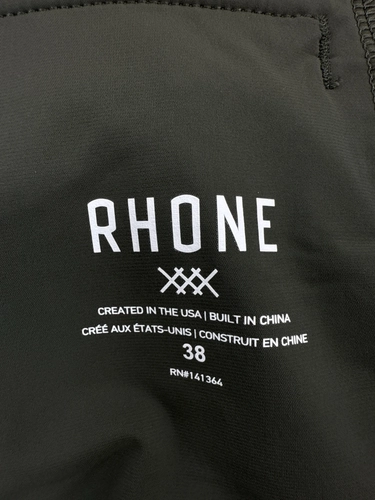 RHONE
CREATED IN THE USA | BUILT IN CHINA
CRÉÉ AUX ÉTATS-UNIS | CONSTRUIT EN CHINE
38
RN#141364